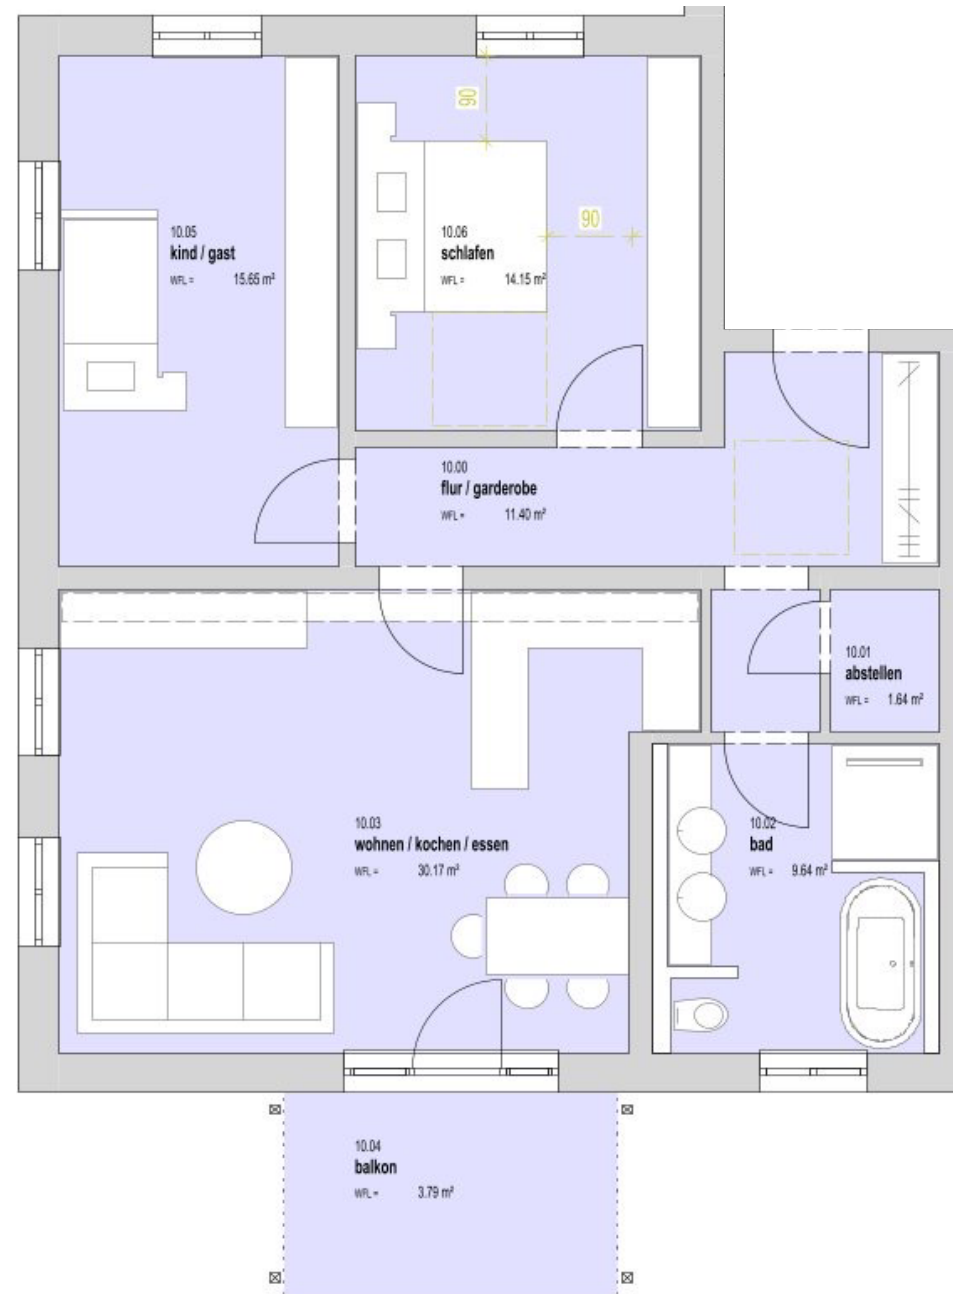 90
90
10.05
kind / gast
WFL = 15.65 m²
10.06
schlafen
WFL = 14.15 m²
10.00
flur / garderobe
WFL = 11.40 m²
10.01
abstellen
WFL = 1.64 m²
10.03
wohnen / kochen / essen
WFL = 30.17 m²
10.02
bad
WFL = 9.64 m²
10.04
balkon
WFL = 3.79 m²